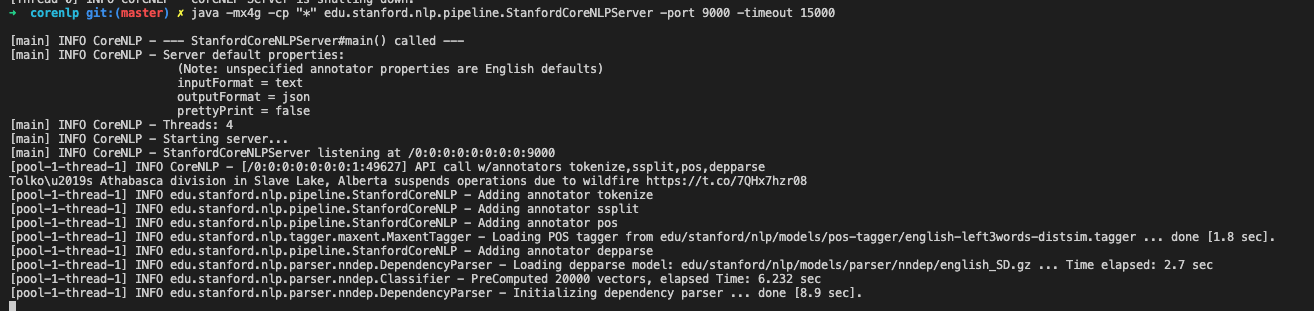 [Thread-0] INFO CoreNLP - CoreNLP Server is shutting down.
➜  corenlp git:(master) ✗ java -mx4g -cp "*" edu.stanford.nlp.pipeline.StanfordCoreNLPServer -port 9000 -timeout 15000
[main] INFO CoreNLP - --- StanfordCoreNLPServer#main() called ---
[main] INFO CoreNLP - Server default properties:
(Note: unspecified annotator properties are English defaults)
inputFormat = text
outputFormat = json
prettyPrint = false
[main] INFO CoreNLP - Threads: 4
[main] INFO CoreNLP - Starting server...
[main] INFO CoreNLP - StanfordCoreNLPServer listening at /0:0:0:0:0:0:0:0:9000
[pool-1-thread-1] INFO CoreNLP - [/0:0:0:0:0:0:0:1:49627] API call w/annotators tokenize,ssplit,pos,depparse
Tolko\u2019s Athabasca division in Slave Lake, Alberta suspends operations due to wildfire https://t.co/7QHx7hzr08
[pool-1-thread-1] INFO edu.stanford.nlp.pipeline.StanfordCoreNLP - Adding annotator tokenize
[pool-1-thread-1] INFO edu.stanford.nlp.pipeline.StanfordCoreNLP - Adding annotator ssplit
[pool-1-thread-1] INFO edu.stanford.nlp.pipeline.StanfordCoreNLP - Adding annotator pos
[pool-1-thread-1] INFO edu.stanford.nlp.tagger.maxent.MaxentTagger - Loading POS tagger from edu/stanford/nlp/models/pos-tagger/english-left3words-distsim.tagger ... done [1.8 sec].
[pool-1-thread-1] INFO edu.stanford.nlp.pipeline.StanfordCoreNLP - Adding annotator depparse
[pool-1-thread-1] INFO edu.stanford.nlp.parser.nndep.DependencyParser - Loading depparse model: edu/stanford/nlp/models/parser/nndep/english_SD.gz ... Time elapsed: 2.7 sec
[pool-1-thread-1] INFO edu.stanford.nlp.parser.nndep.Classifier - PreComputed 20000 vectors, elapsed Time: 6.232 sec
[pool-1-thread-1] INFO edu.stanford.nlp.parser.nndep.DependencyParser - Initializing dependency parser ... done [8.9 sec].